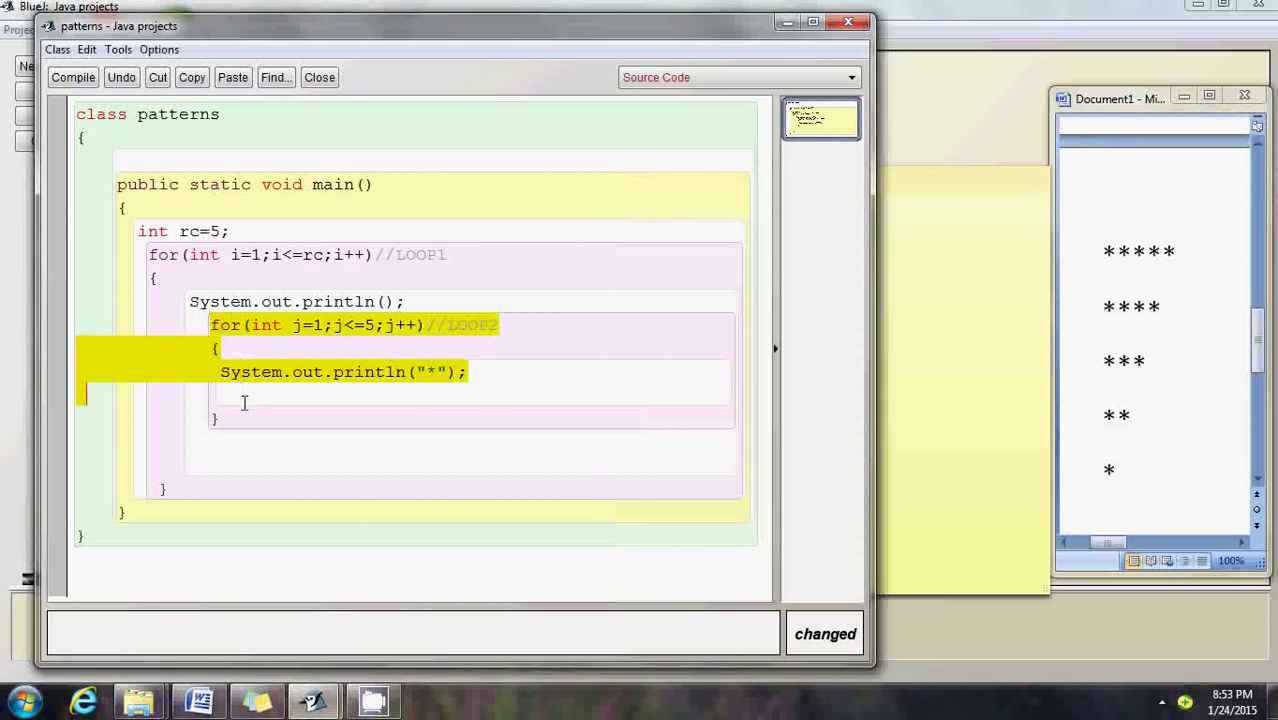 BlueJ: Java projects
patterns - Java projects
Class Edit Tools Options
Compile Undo Cut Copy Paste Find... Close
Source Code
class patterns
{
public static void main()
{
int rc=5;
for(int i=1;i<=rc;i++)//LOOP1
{
System.out.println();
for(int j=1;j<=5;j++)//LOOP2
{
System.out.println("*");
}
}
}
}
changed
Document1 - Mi...
*****
****
***
**
*
100%
8:53 PM
1/24/2015